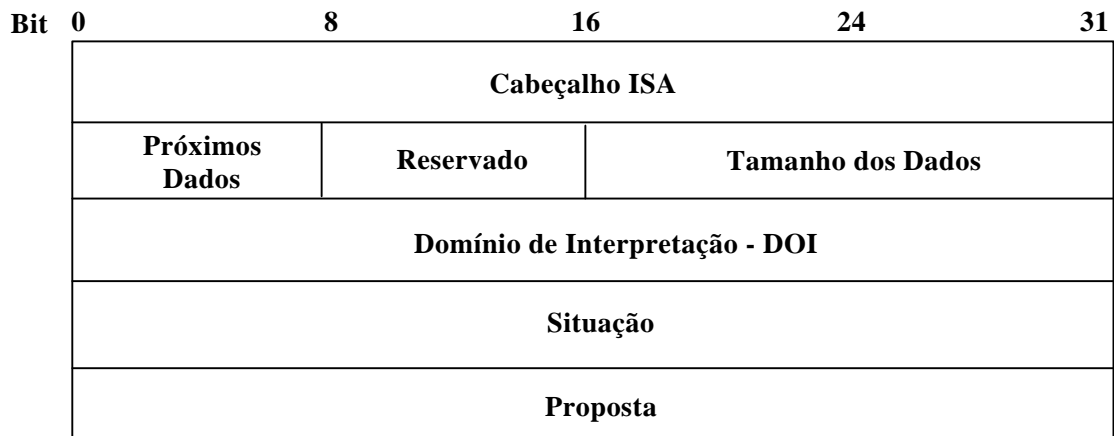 Bit 0 8 16 24 31
Cabeçalho ISA
Próximos
Dados
Reservado
Tamanho dos Dados
Domínio de Interpretação - DOI
Situação
Proposta